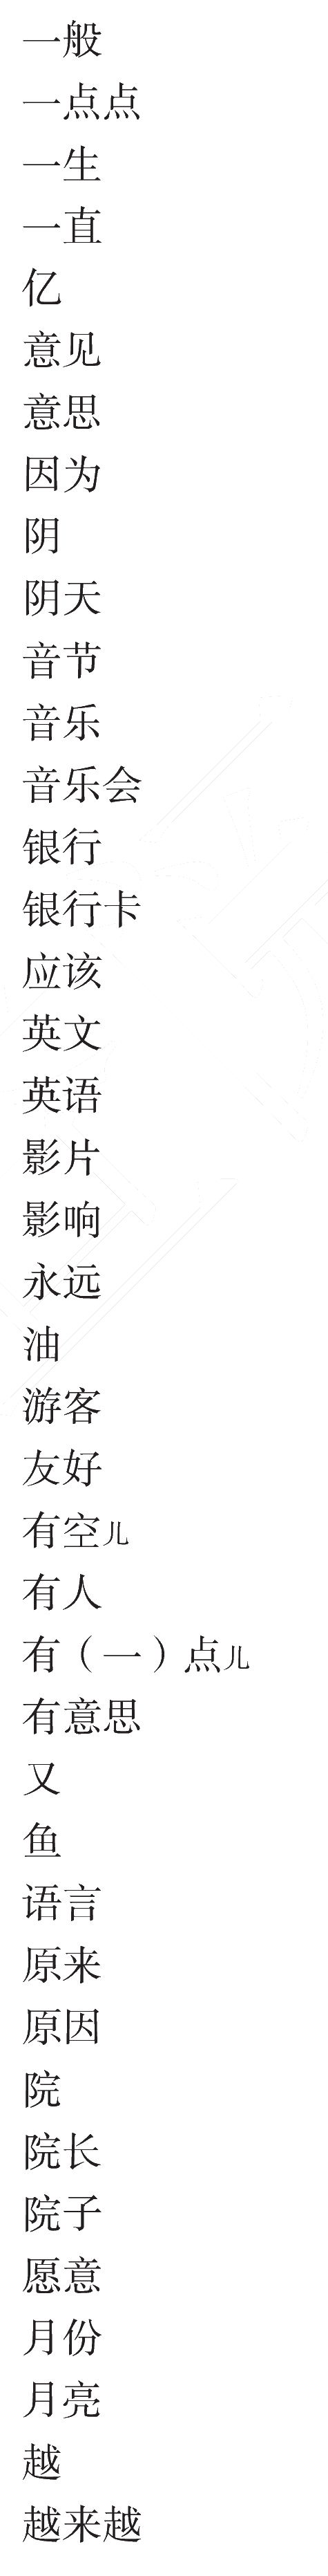 一般
一点点
一生
一直
亿
意见
意思
因为
阴
阴天
音节
音乐
音乐会
银行
银行卡
应该
英文
英语
影片
影响
永远
油
游客
友好
有空儿
有人
有（一）点儿
有意思
又
鱼
语言
原来
原因
院
院长
院子
愿意
月份
月亮
越
越来越